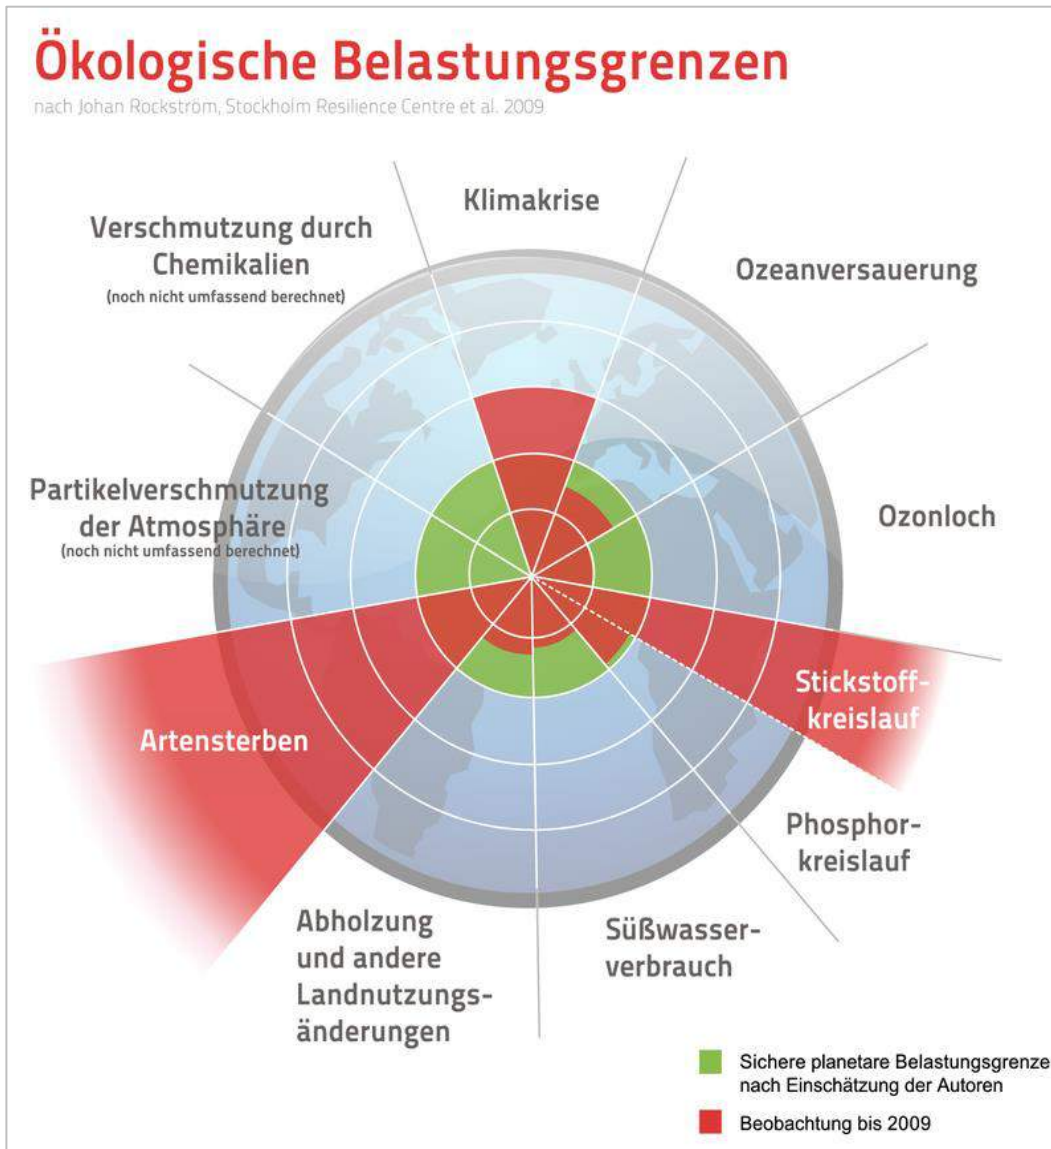 Ökologische Belastungsgrenzen
nach Johan Rockström, Stockholm Resilience Centre et al. 2009
Klimakrise
Verschmutzung durch
Chemikalien
(noch nicht umfassend berechnet)
Ozeanversauerung
Partikelverschmutzung
der Atmosphäre
(noch nicht umfassend berechnet)
Ozonloch
Stickstoff-
kreislauf
Artensterben
Phosphor-
kreislauf
Abholzung
und andere
Landnutzungs-
änderungen
Süßwasser-
verbrauch
Sichere planetare Belastungsgrenze
nach Einschätzung der Autoren
Beobachtung bis 2009